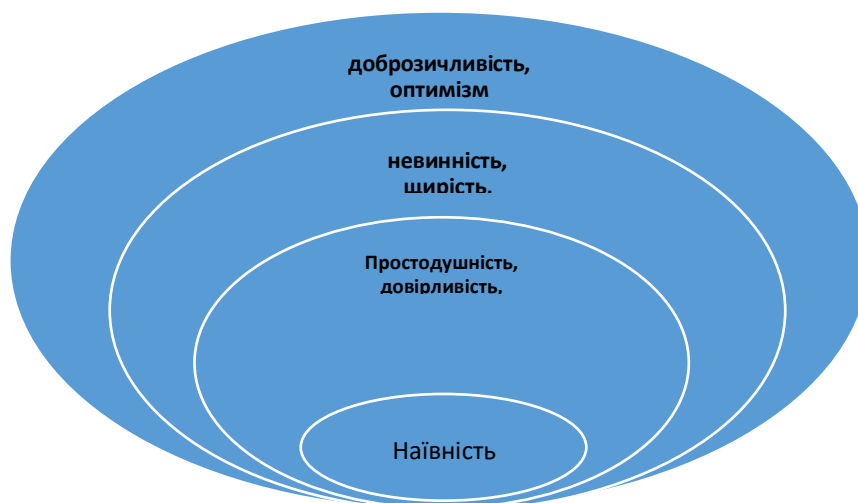 доброзичливість,
оптимізм
невинність,
щирість,
Простодушність,
довірливість,
Наївність